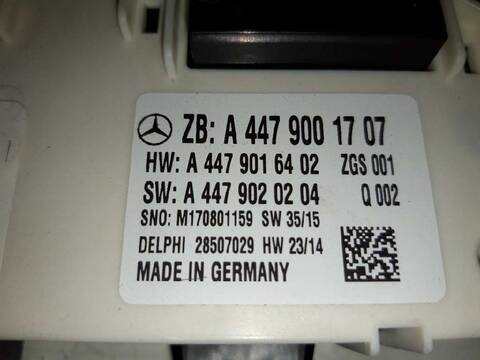 ZB: A 447 900 17 07
HW: A 447 901 64 02 ZGS 001
SW: A 447 902 02 04 Q 002
SNO: M170801159 SW 35/15
DELPHI 28507029 HW 23/14
MADE IN GERMANY